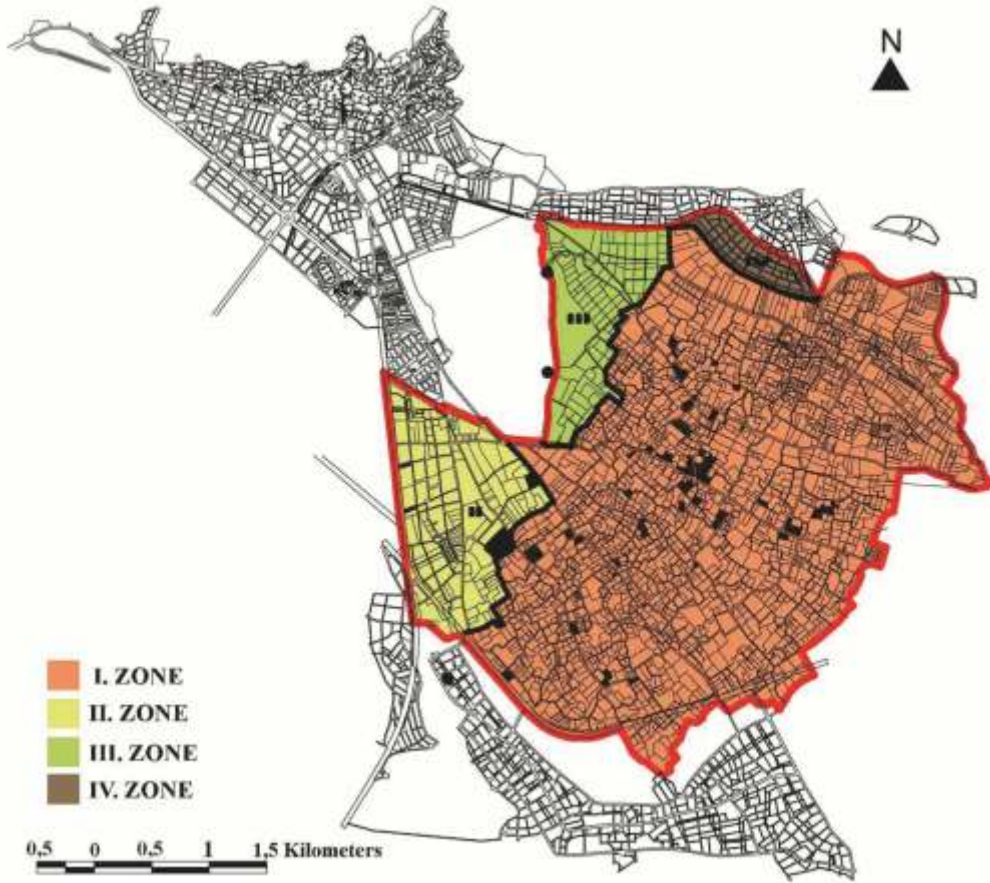 N
I. ZONE
II. ZONE
III. ZONE
IV. ZONE
0,5 0 0.5 1 1,5 Kilometers